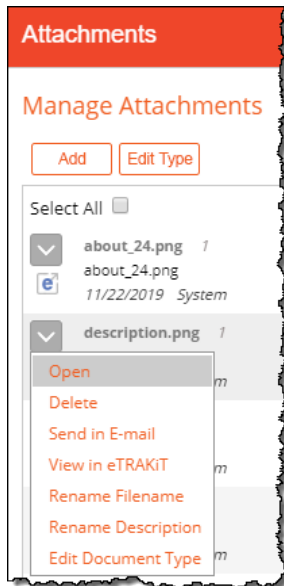 Attachments
Manage Attachments
Add Edit Type
Select All
about_24.png 1
about_24.png
e
11/22/2019 System
description.png 1
Open
m
Delete
Send in E-mail
View in eTRAKiT
m
Rename Filename
Rename Description
Edit Document Type
m